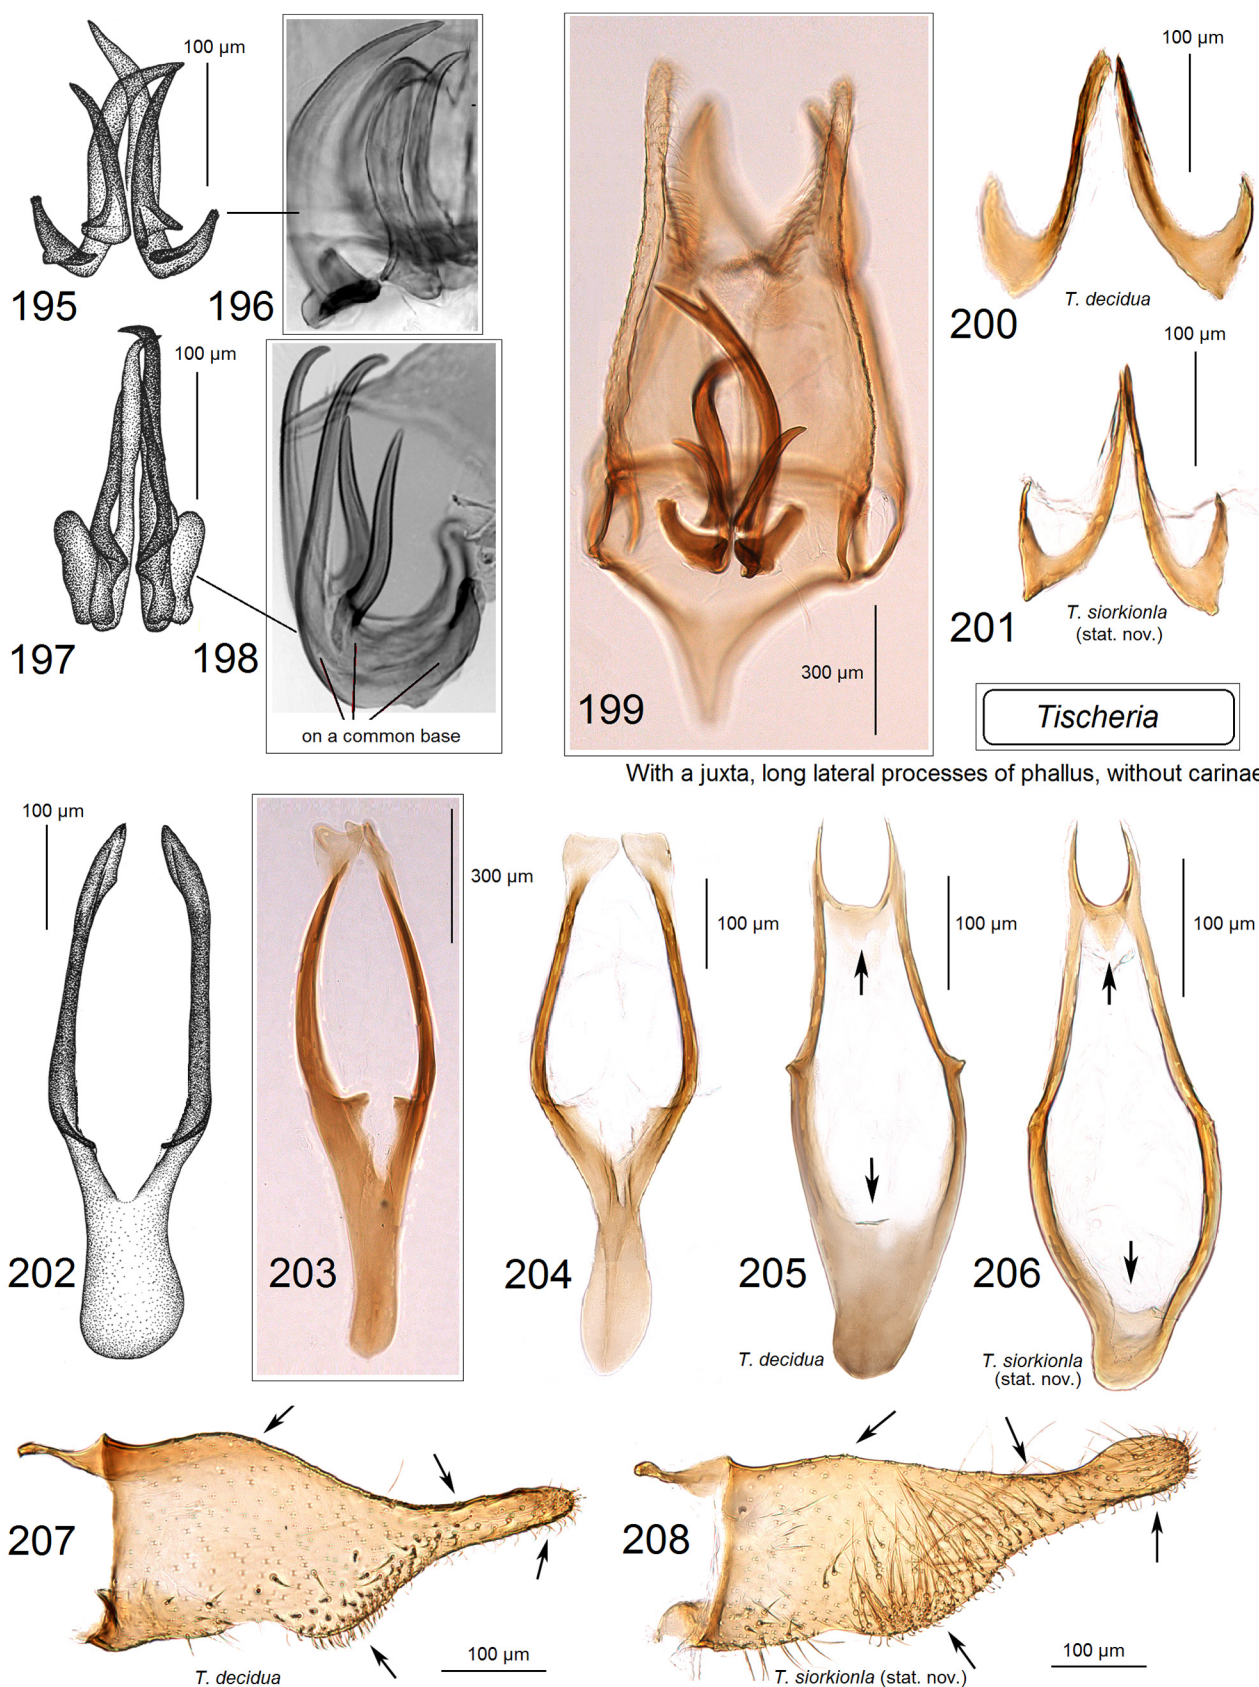 100 µm
195
196
100 µm
197
198
on a common base
199
300 µm
100 µm
T. decidua
200
100 µm
201
T. siorkionla
(stat. nov.)
Tischeria
With a juxta, long lateral processes of phallus, without carinae
100 µm
202
300 µm
203
100 µm
204
100 µm
205
T. decidua
100 µm
206
T. siorkionla
(stat. nov.)
207
T. decidua
100 µm
208
T. siorkionla (stat. nov.)
100 µm